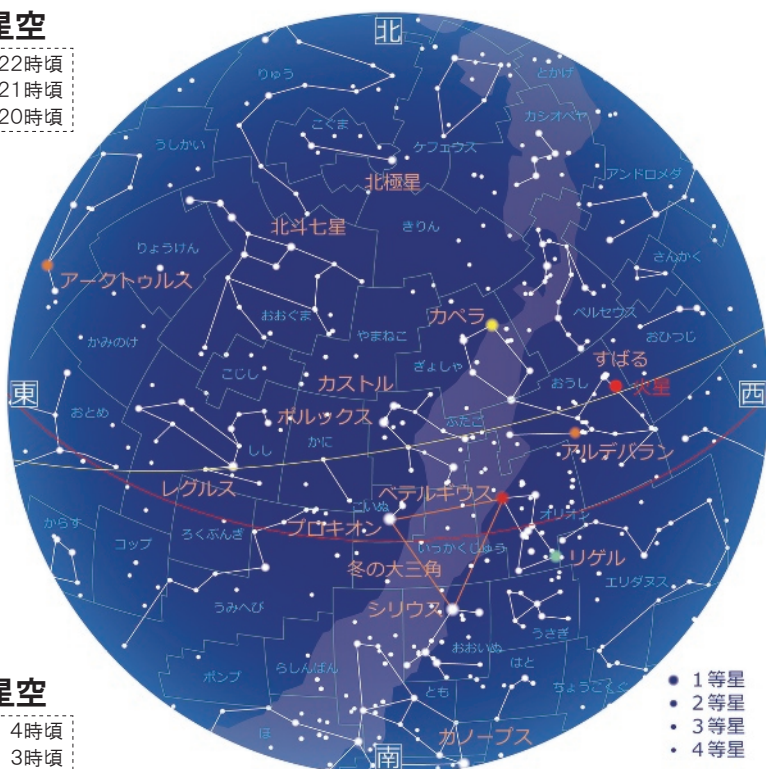 星空
22時頃
21時頃
20時頃
北
りゅう
とかげ
カシオペヤ
こぐま
うしかい
ケフェウス
アンドロメダ
北極星
北斗七星
きりん
りょうけん
さんかく
アークトゥルス
おおぐま
カペラ
ペルセウス
かみのけ
やまねこ
おひつじ
すばる
ぎょしゃ
こじし
カストル
おうし
火星
東
西
おとめ
ポルックス
ふたご
しし
かに
アルデバラン
レグルス
ベテルギウス
こいぬ
オリオン
からす
プロキオン
コップ
ろくぶんぎ
いっかくじゅう
リゲル
冬の大三角
エリダヌス
うみへび
シリウス
うさぎ
おおいぬ
はと
ポンプ
らしんばん
とも
ちょうこくぐ
ほ
カノープス
南
1等星
2等星
3等星
4等星
星空
4時頃
3時頃